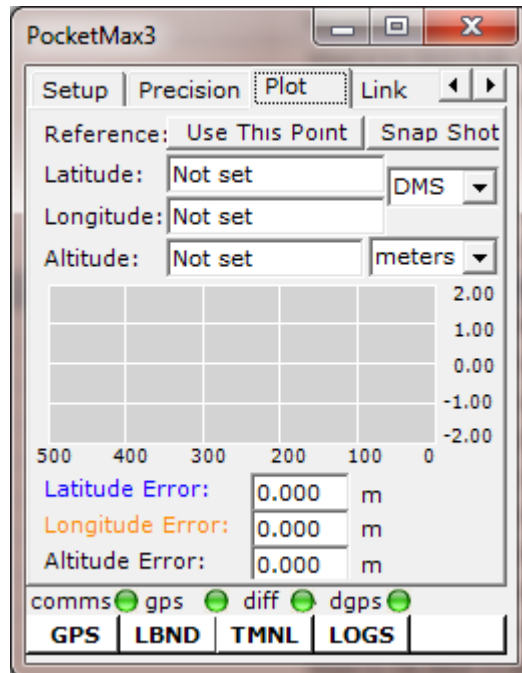 PocketMax3
Setup Precision Plot Link
Reference: Use This Point Snap Shot
Latitude: Not set DMS
Longitude: Not set
Altitude: Not set meters
2.00
1.00
0.00
-1.00
-2.00
500 400 300 200 100 0
Latitude Error: 0.000 m
Longitude Error: 0.000 m
Altitude Error: 0.000 m
comms gps diff dgps
GPS LBND TMNL LOGS